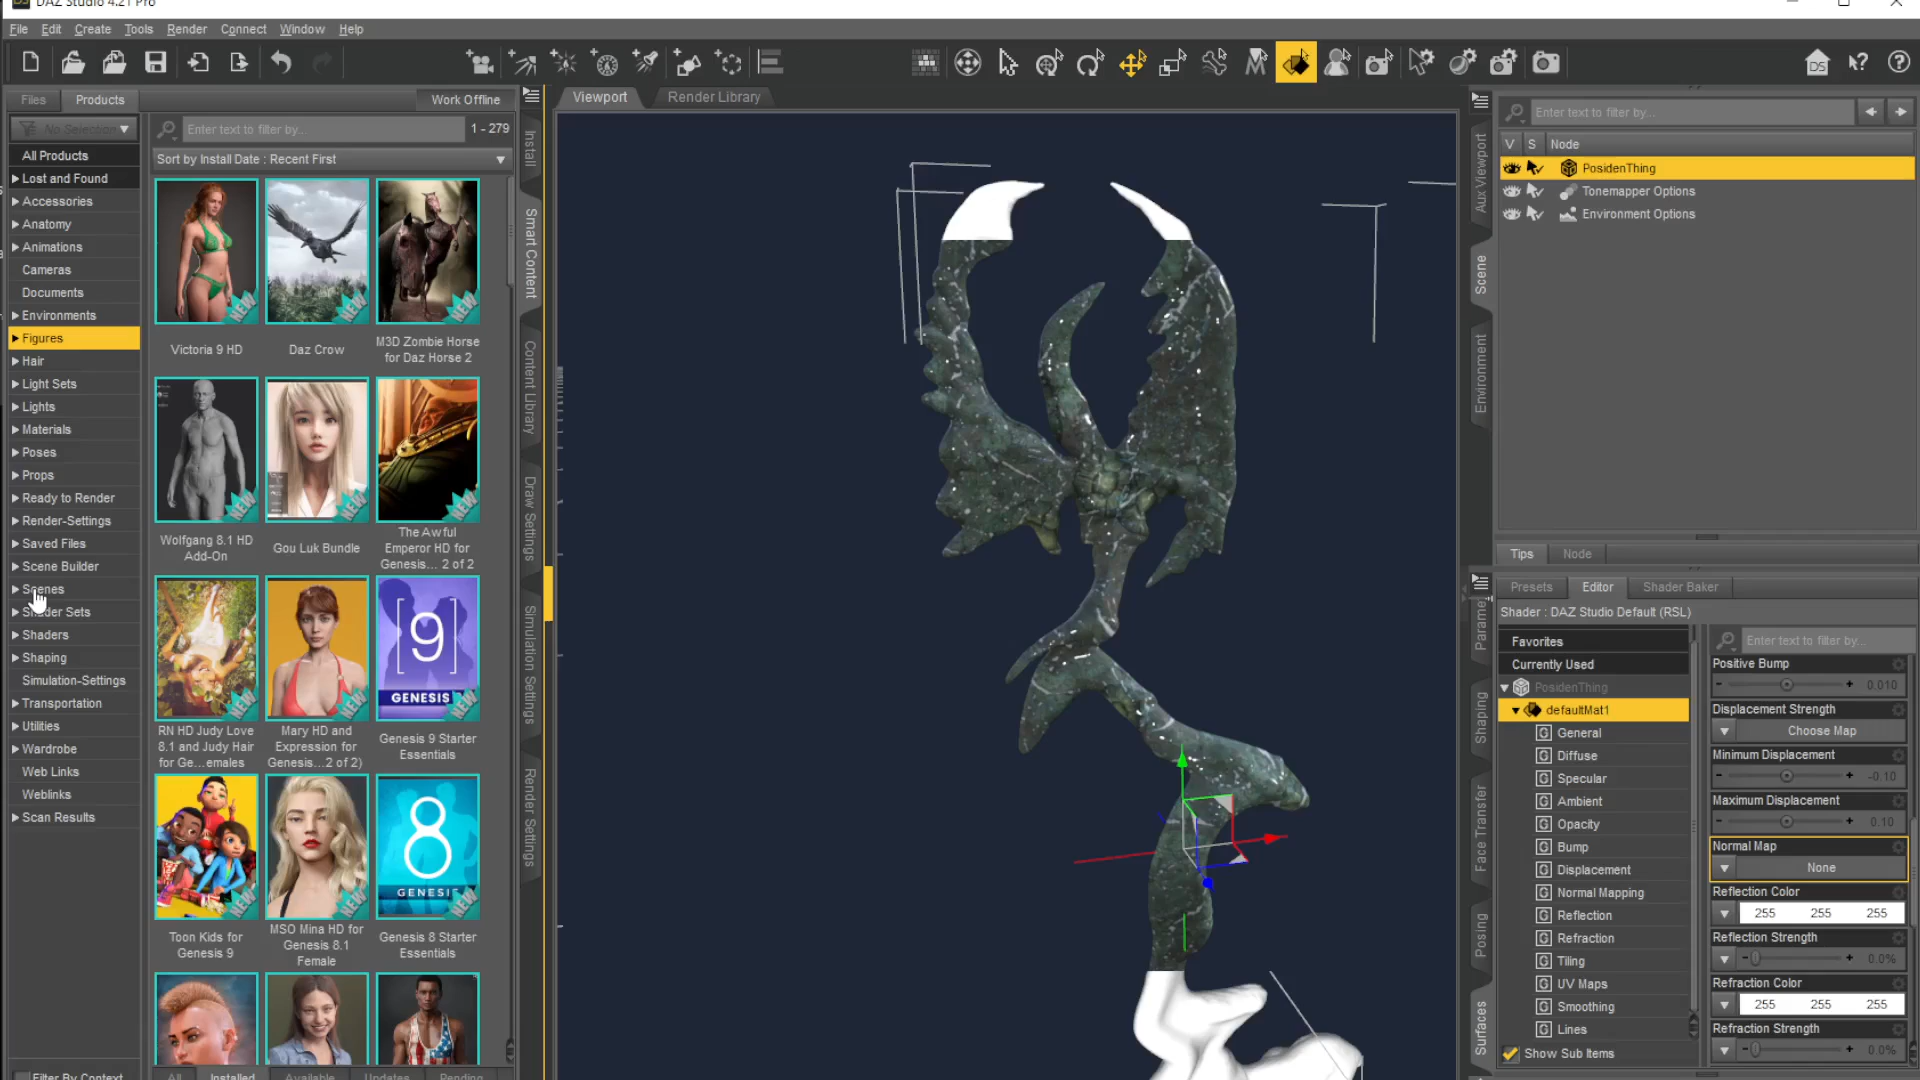 DAZ Studio 4.21 Pro
File Edit Create Tools Render Connect Window Help
Files Products Work Offline
No Selection
Enter text to filter by... 1 - 279
Sort by Install Date : Recent First
All Products
Lost and Found
Accessories
Anatomy
Animations
Cameras
Documents
Environments
Figures
Hair
Light Sets
Lights
Materials
Poses
Props
Ready to Render
Render-Settings
Saved Files
Scene Builder
Scenes
Shader Sets
Shaders
Shaping
Simulation-Settings
Transportation
Utilities
Wardrobe
Web Links
Weblinks
Scan Results
Filter By Context
Victoria 9 HD
Daz Crow
M3D Zombie Horse
for Daz Horse 2
Wolfgang 8.1 HD
Add-On
Gou Luk Bundle
The Awful
Emperor HD for
Genesis... 2 of 2
RN HD Judy Love
8.1 and Judy Hair
for Ge...emales
Mary HD and
Expression for
Genesis...2 of 2)
[9]
GENESIS
Genesis 9 Starter
Essentials
Toon Kids for
Genesis 9
MSO Mina HD for
Genesis 8.1
Female
8
GENESIS
Genesis 8 Starter
Essentials
NEW
All Installed Available Updates Pending
Install
Smart Content
Content Library
Draw Settings
Simulation Settings
Render Settings
Viewport Render Library
DS
Aux Viewport
Scene
Environment
Enter text to filter by...
V S Node
PosidenThing
Tonemapper Options
Environment Options
Tips Node
Parame
Shaping
Face Transfer
Posing
Surfaces
Presets Editor Shader Baker
Shader : DAZ Studio Default (RSL)
Favorites
Currently Used
PosidenThing
defaultMat1
G General
G Diffuse
G Specular
G Ambient
G Opacity
G Bump
G Displacement
G Normal Mapping
G Reflection
G Refraction
G Tiling
G UV Maps
G Smoothing
G Lines
Show Sub Items
Enter text to filter by...
Positive Bump
- + 0.010
Displacement Strength
Choose Map
Minimum Displacement
- + -0.10
Maximum Displacement
- + 0.10
Normal Map
None
Reflection Color
255 255 255
Reflection Strength
- + 0.0%
Refraction Color
255 255 255
Refraction Strength
- + 0.0%